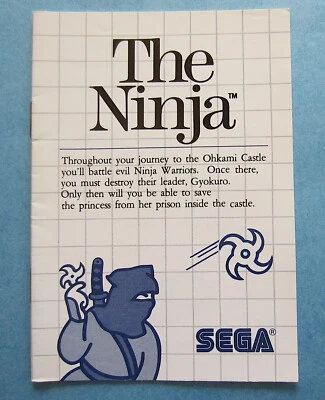 The
Ninja™
Throughout your journey to the Ohkami Castle
you'll battle evil Ninja Warriors. Once there,
you must destroy their leader, Gyokuro.
Only then will you be able to save
the princess from her prison inside the castle.
SEGA®